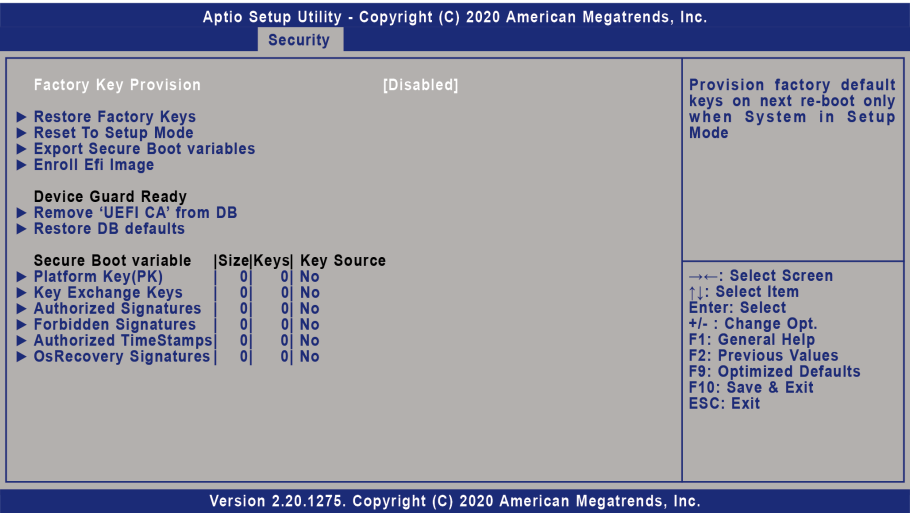 Aptio Setup Utility - Copyright (C) 2020 American Megatrends, Inc.
Security
Factory Key Provision [Disabled]
► Restore Factory Keys
► Reset To Setup Mode
► Export Secure Boot variables
► Enroll Efi Image
Device Guard Ready
► Remove ‘UEFI CA’ from DB
► Restore DB defaults
Secure Boot variable |Size|Keys| Key Source
► Platform Key(PK) | 0| 0| No
► Key Exchange Keys | 0| 0| No
► Authorized Signatures | 0| 0| No
► Forbidden Signatures | 0| 0| No
► Authorized TimeStamps| 0| 0| No
► OsRecovery Signatures| 0| 0| No
Provision factory default
keys on next re-boot only
when System in Setup
Mode
→←: Select Screen
↑↓: Select Item
Enter: Select
+/- : Change Opt.
F1: General Help
F2: Previous Values
F9: Optimized Defaults
F10: Save & Exit
ESC: Exit
Version 2.20.1275. Copyright (C) 2020 American Megatrends, Inc.